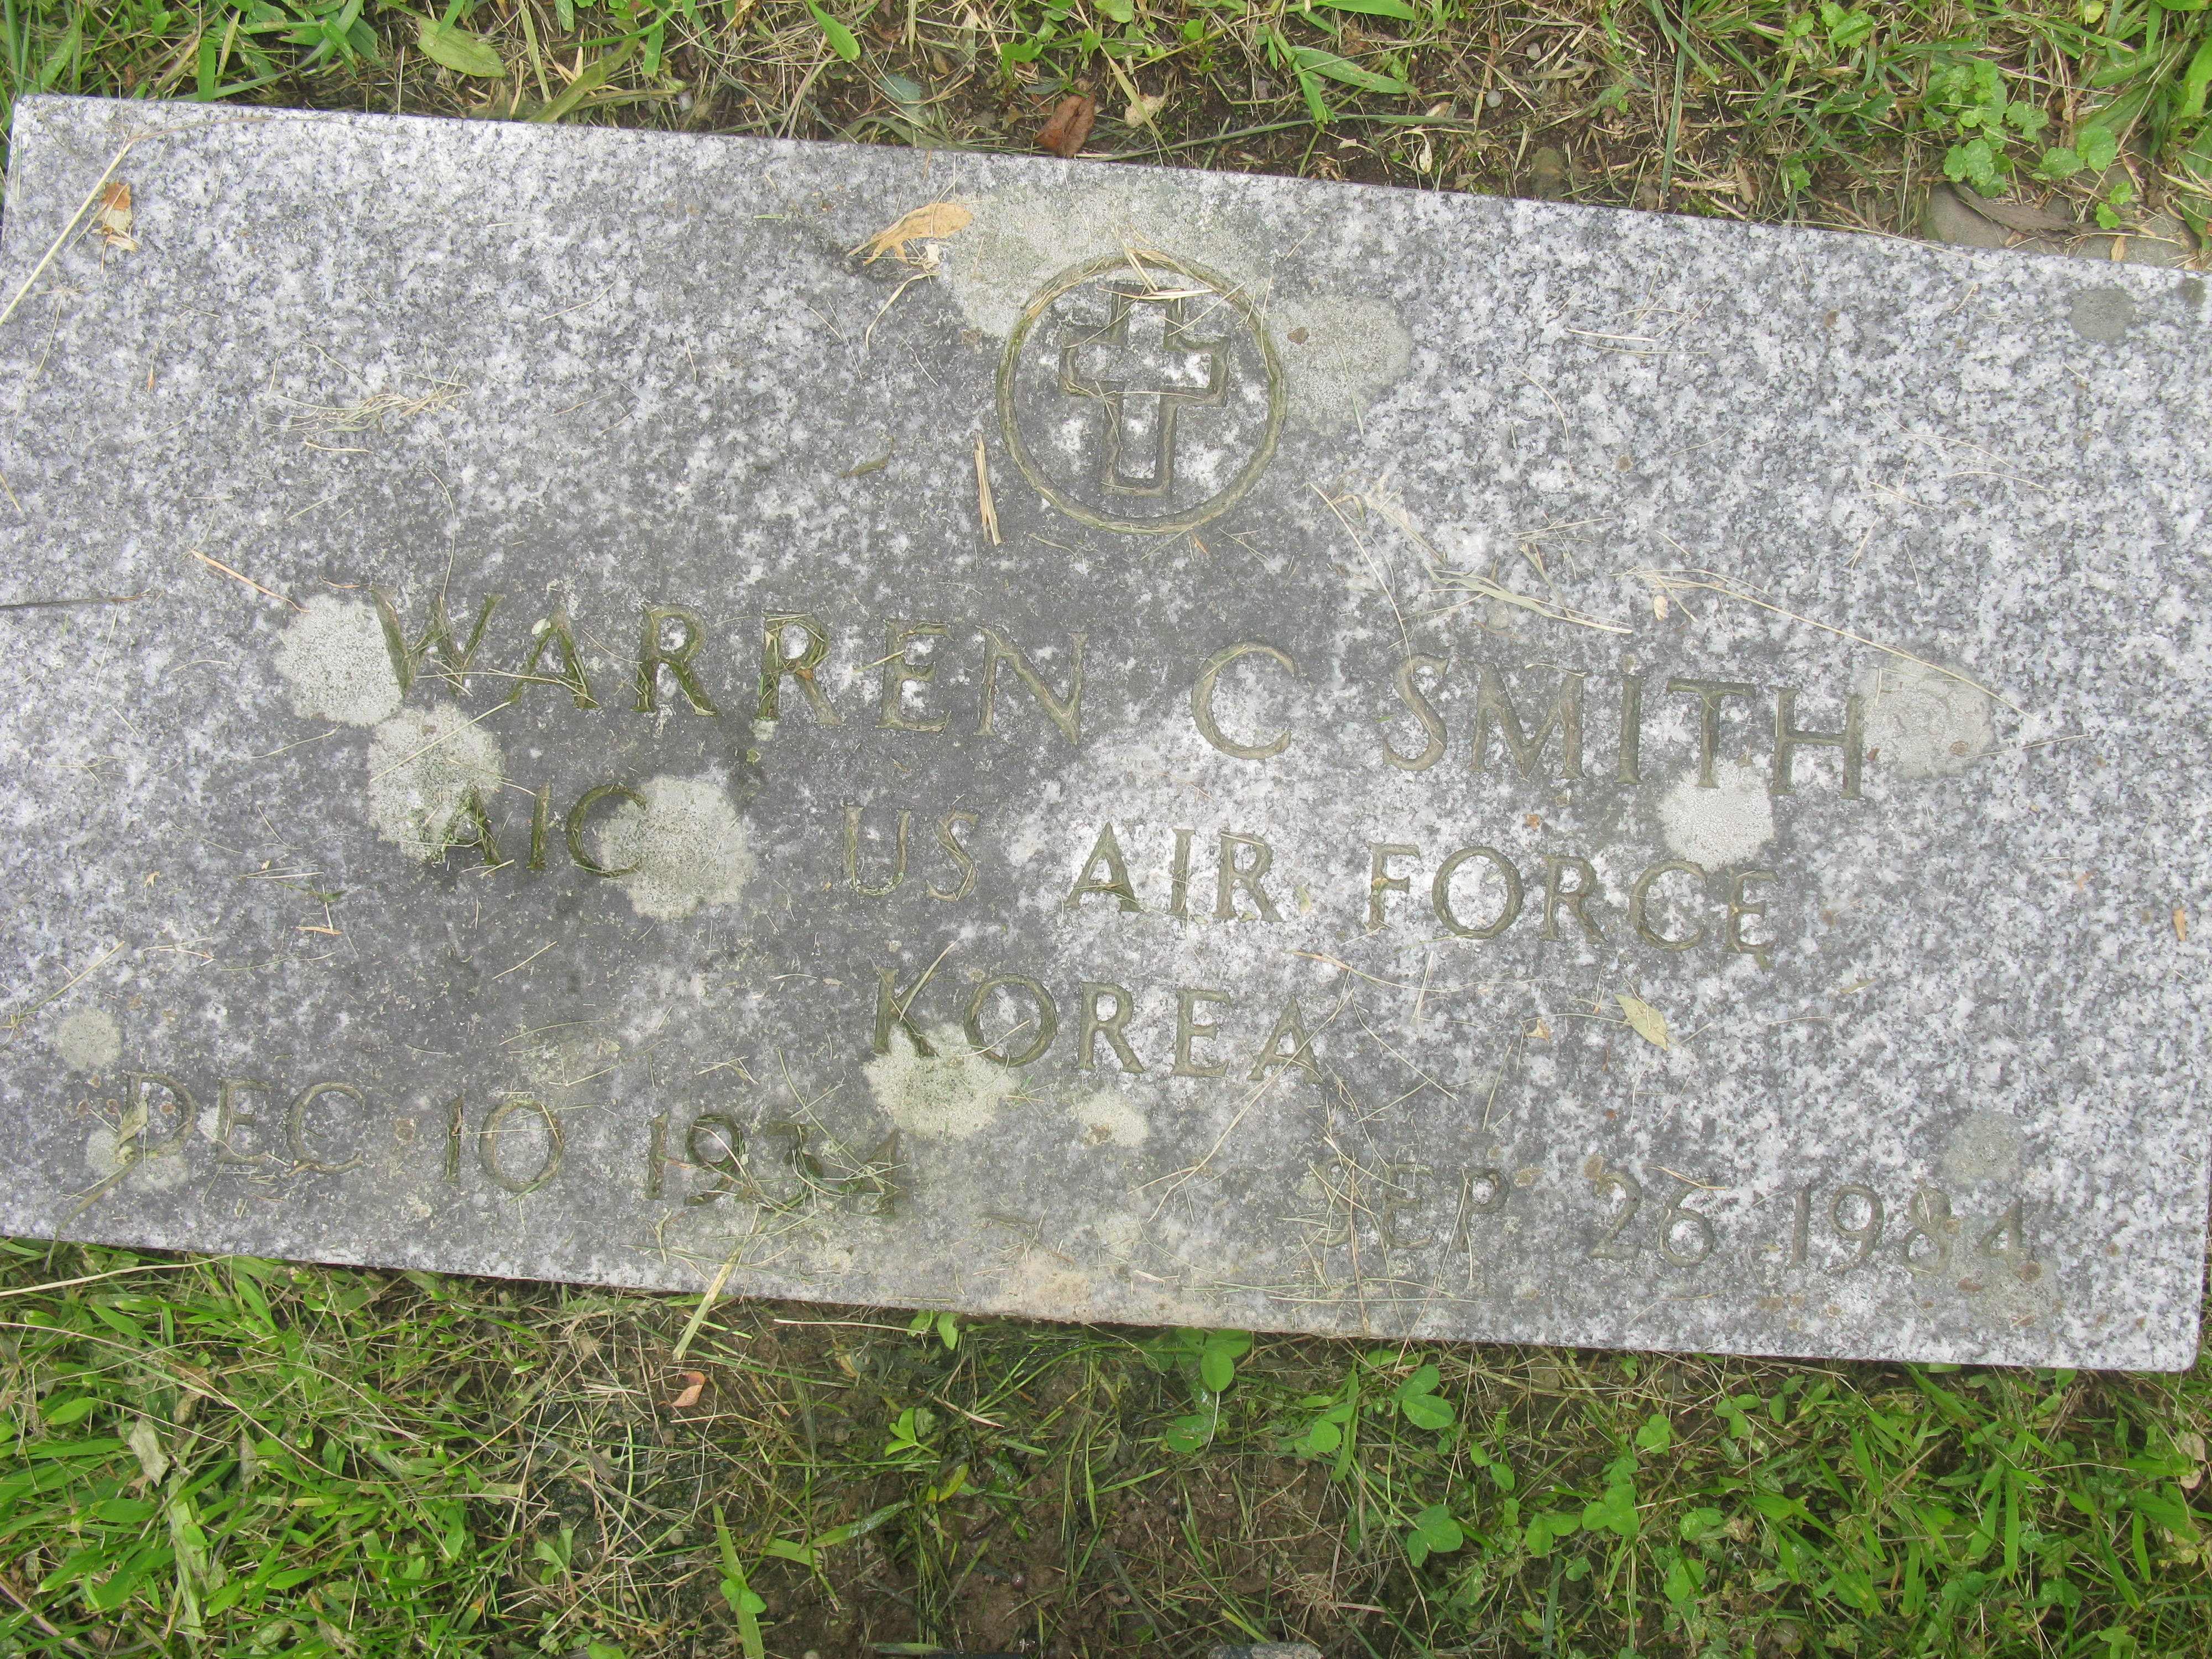 WARREN C SMITH
A1C US AIR FORCE
KOREA
DEC 10 1934 SEP 26 1984